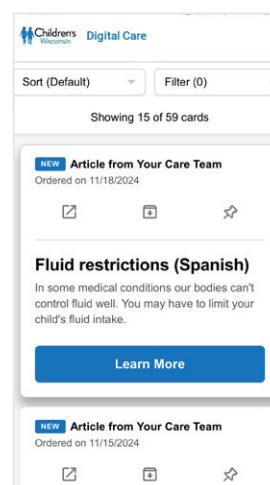 Children's
Wisconsin
Digital Care
Sort (Default)
Filter (0)
Showing 15 of 59 cards
NEW Article from Your Care Team
Ordered on 11/18/2024
Fluid restrictions (Spanish)
In some medical conditions our bodies can't
control fluid well. You may have to limit your
child's fluid intake.
Learn More
NEW Article from Your Care Team
Ordered on 11/15/2024